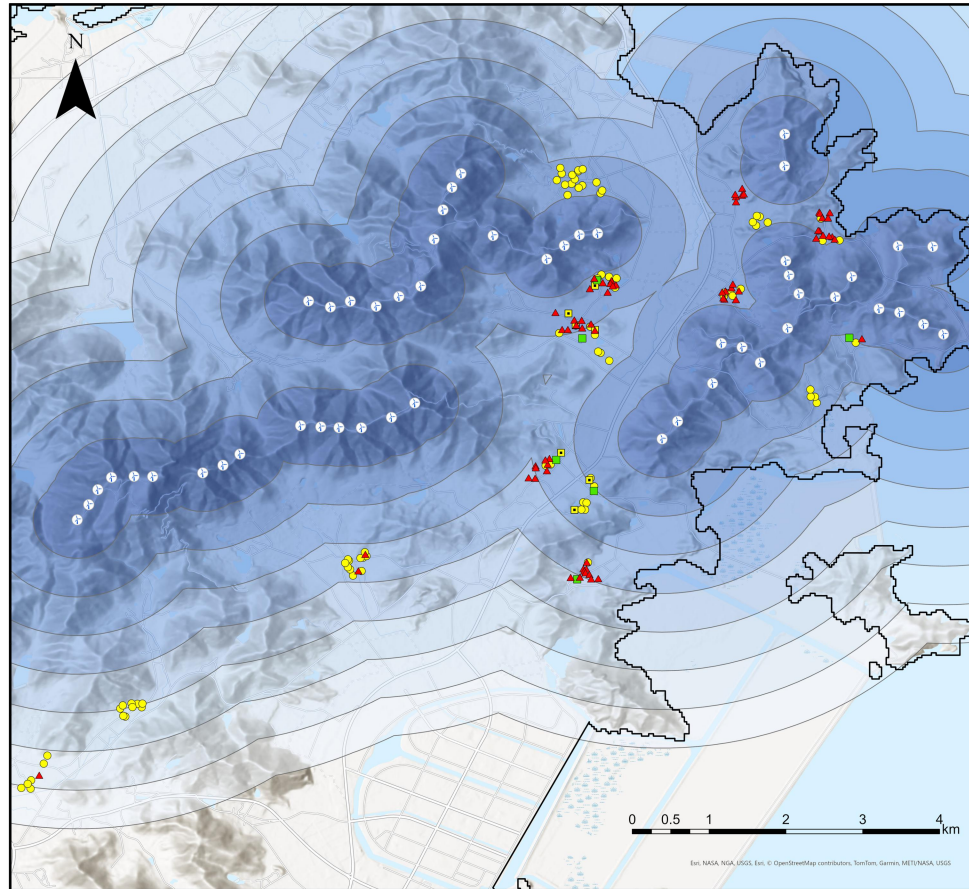 N
0 0.5 1 2 3 4
km
Esri, NASA, NGA, USGS, Esri, © OpenStreetMap contributors, TomTom, Garmin, METI/NASA, USGS